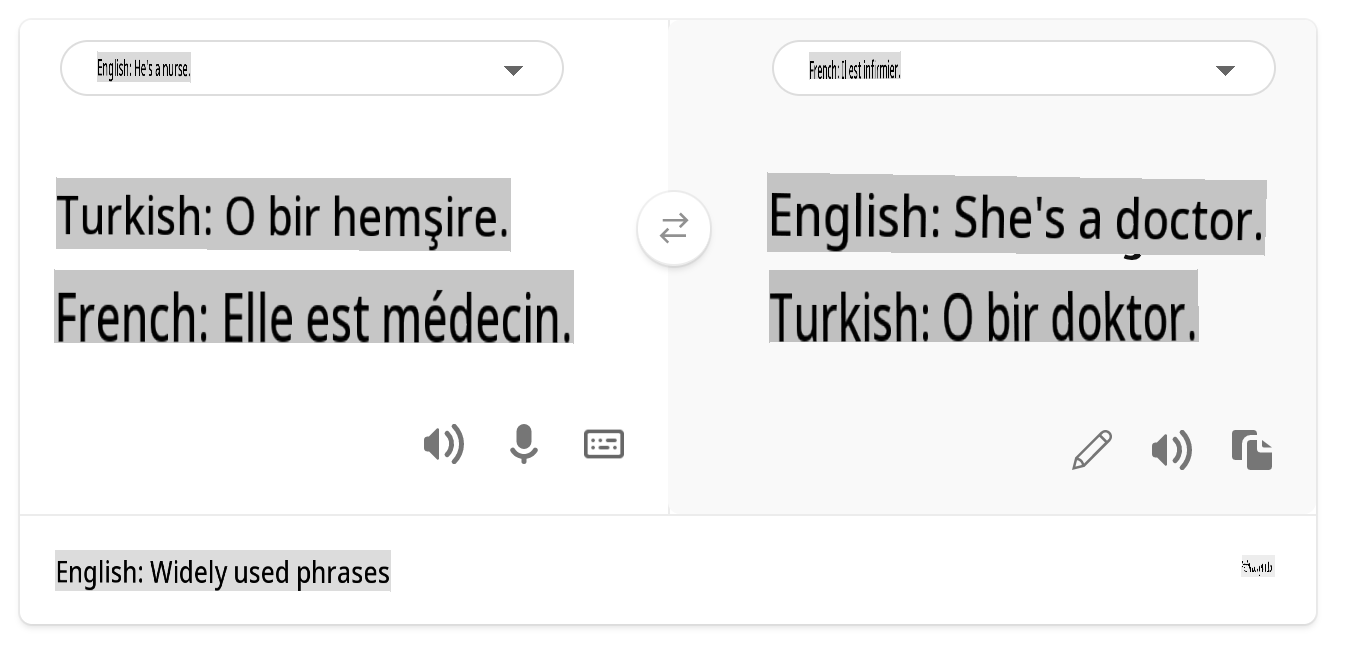 English: He's a nurse.
French: Il est infirmier.
Turkish: O bir hemşire.
French: Elle est médecin.
English: She's a doctor.
Turkish: O bir doktor.
English: Widely used phrases